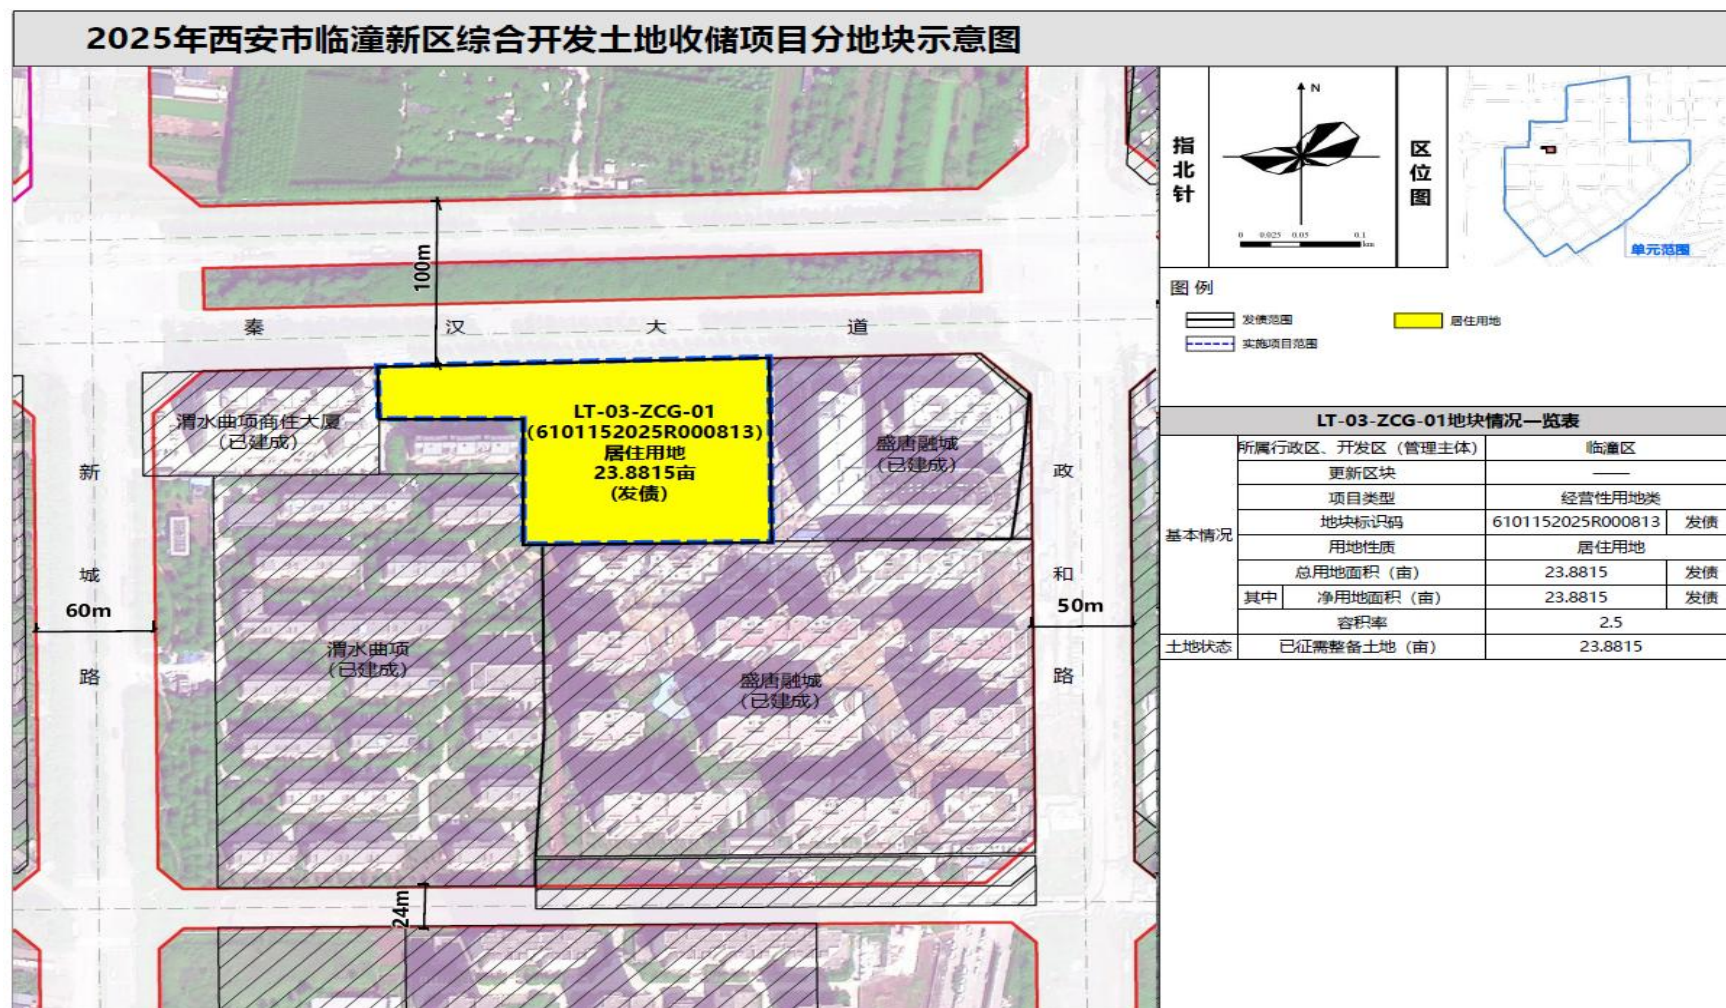 2025年西安市临潼新区综合开发土地收储项目分地块示意图
100m
秦汉大道
渭水曲项商住大厦
(已建成)
LT-03-ZCG-01
(6101152025R000813)
居住用地
23.8815亩
(发债)
盛唐融城
(已建成)
新城路
60m
政和路
50m
渭水曲项
(已建成)
盛唐融城
(已建成)
24m
指北针
N
0 0.025 0.05 0.1
km
区位图
单元范围
图 例
发债范围
居住用地
实施项目范围
LT-03-ZCG-01地块情况一览表
基本情况
所属行政区、开发区（管理主体） 临潼区
更新区块 ——
项目类型 经营性用地类
地块标识码 6101152025R000813 发债
用地性质 居住用地
总用地面积（亩） 23.8815 发债
其中 净用地面积（亩） 23.8815 发债
容积率 2.5
土地状态 已征需整备土地（亩） 23.8815